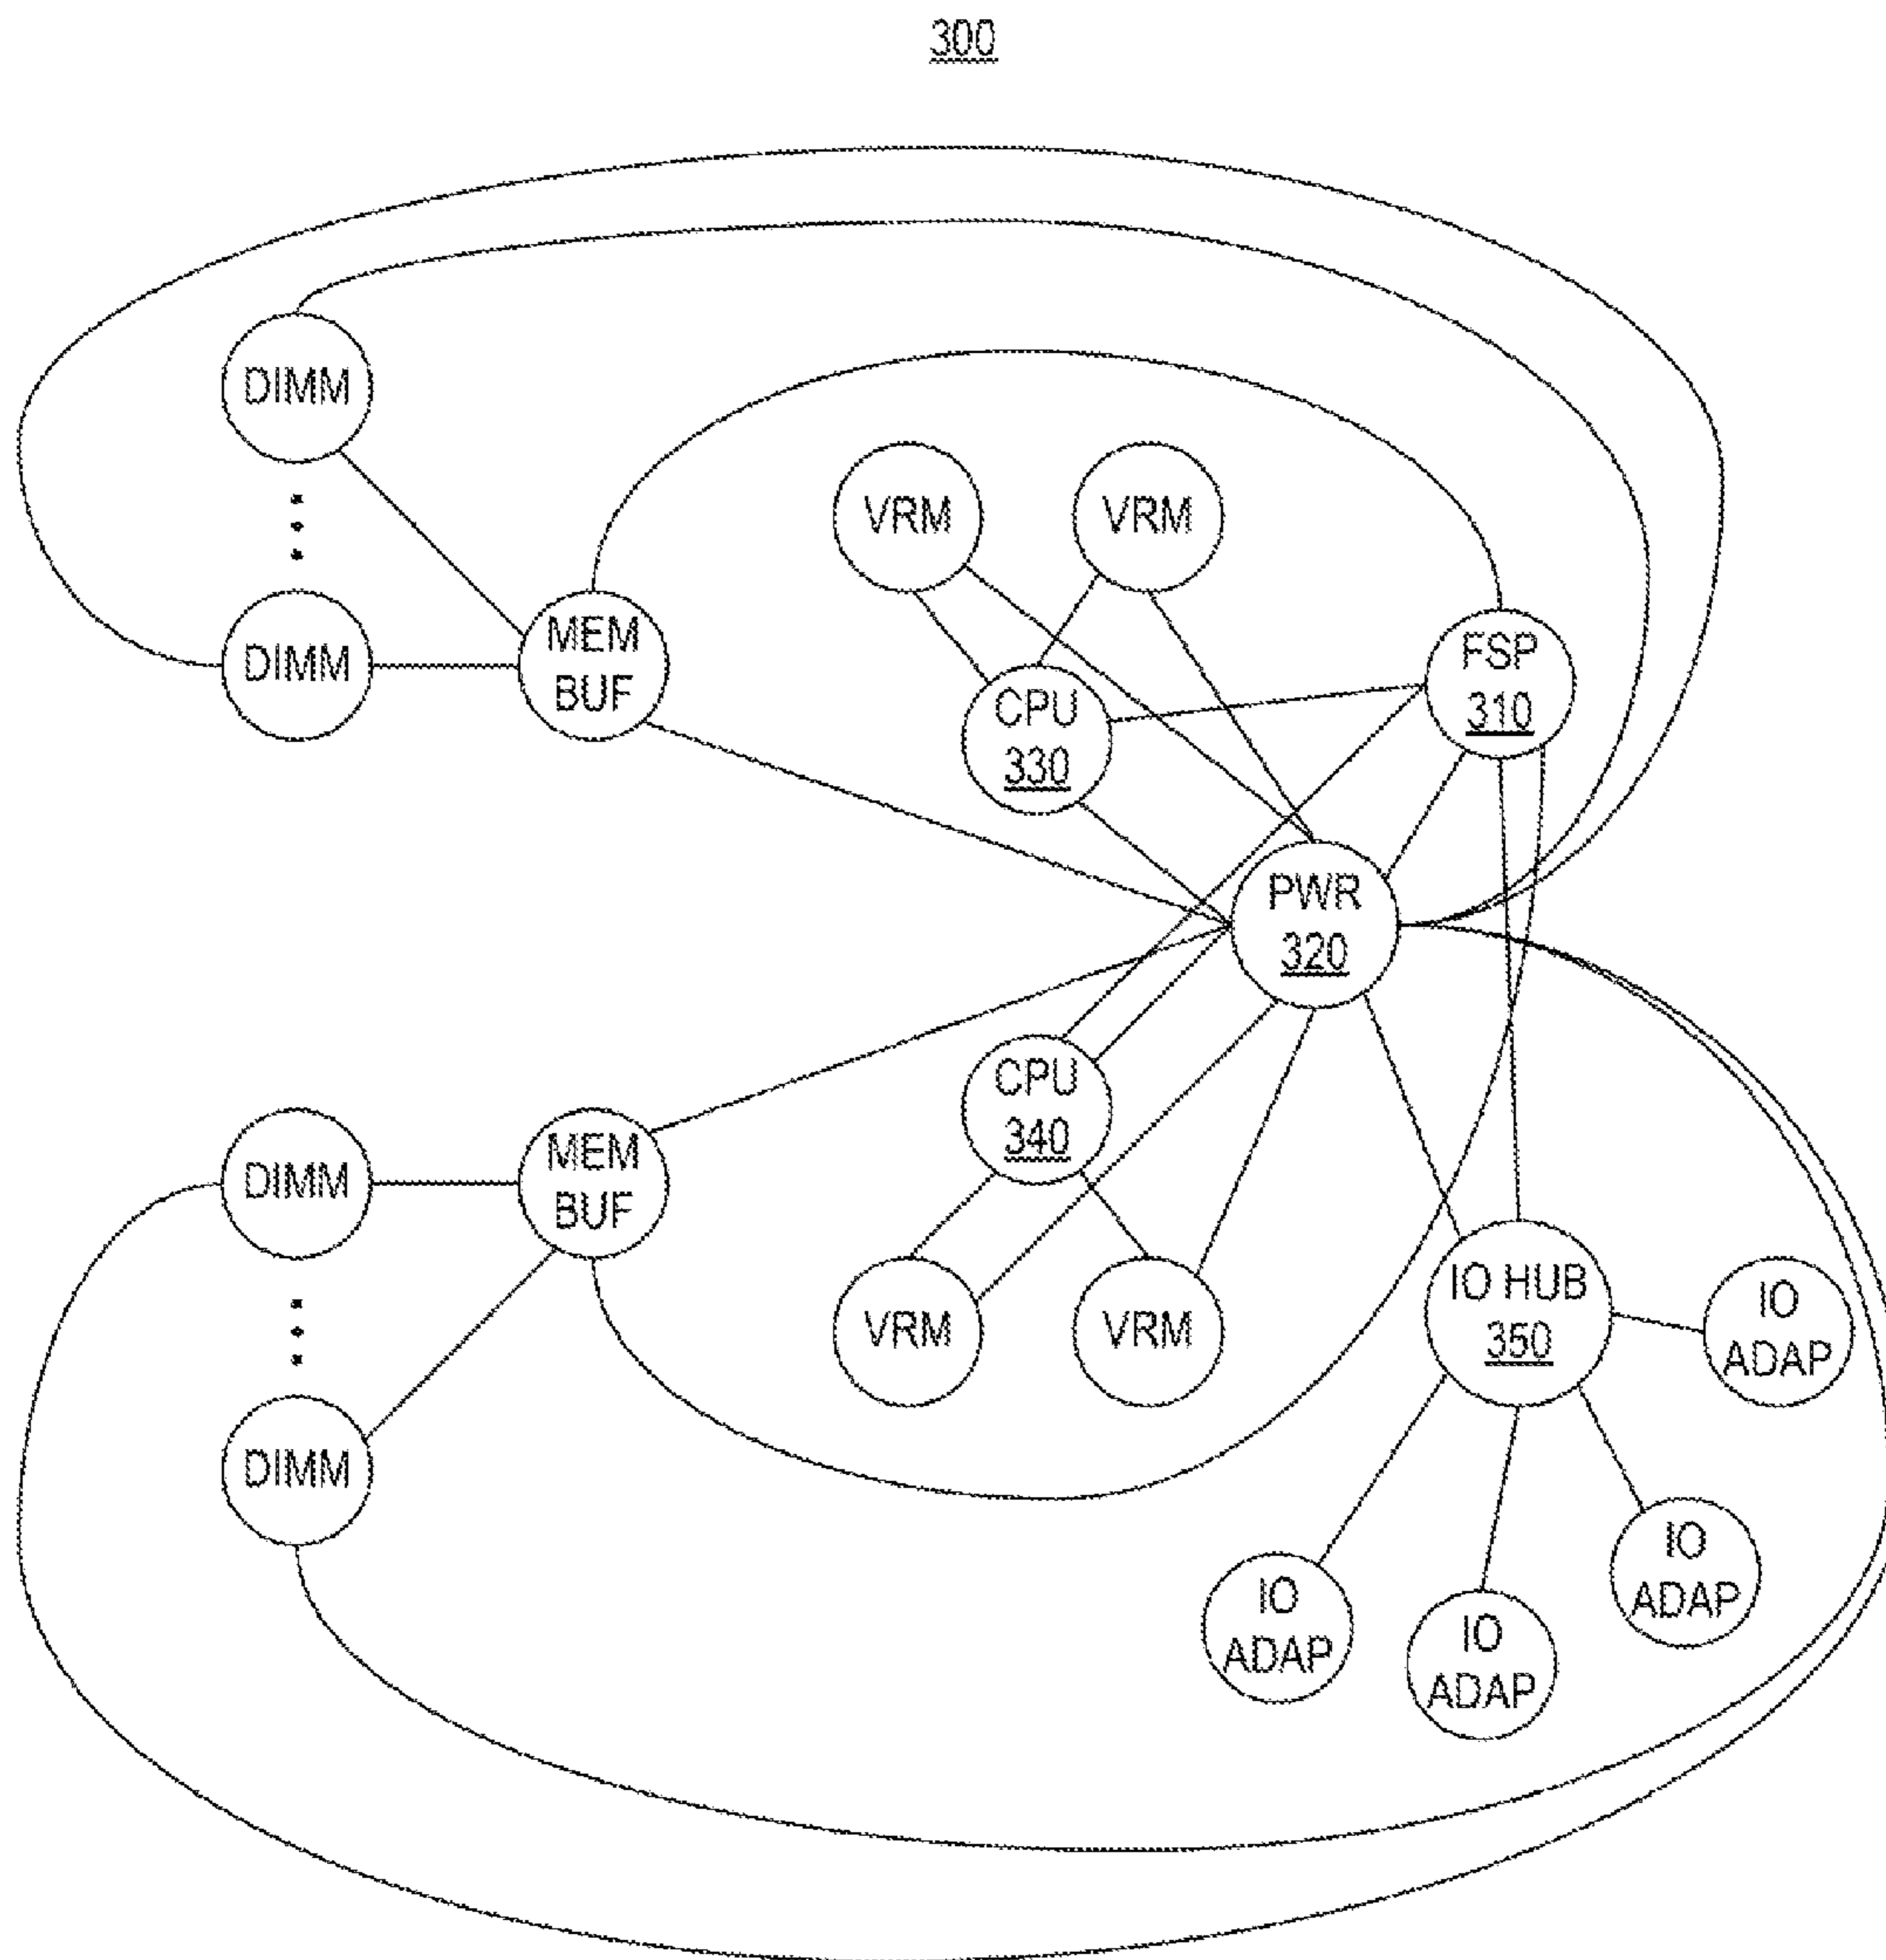 300
DIMM
VRM
VRM
DIMM
MEM
BUF
FSP
310
CPU
330
PWR
320
CPU
340
DIMM
MEM
BUF
IO HUB
350
IO
ADAP
VRM
VRM
DIMM
IO
ADAP
IO
ADAP
IO
ADAP